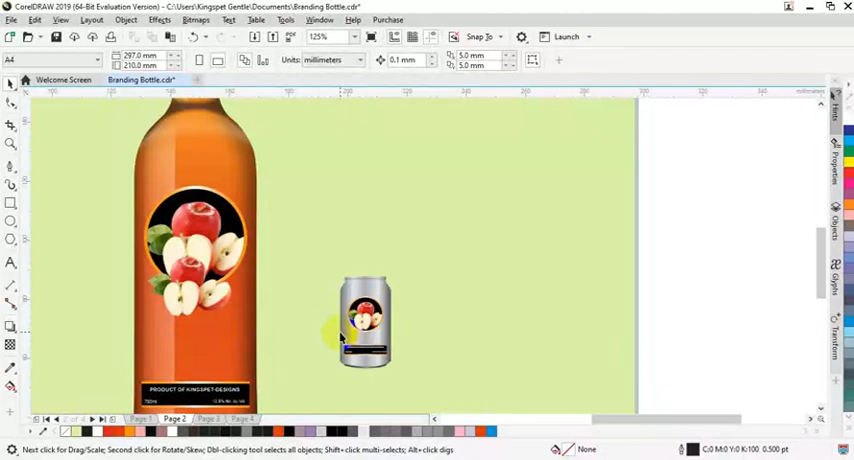 CorelDRAW 2019 (64-Bit Evaluation Version) - C:\Users\Kingspet Gentle\Documents\Branding Bottle.cdr*
File Edit View Layout Object Effects Bitmaps Text Table Tools Window Help Purchase
125% Snap To Launch
A4 297.0 mm 210.0 mm Units: millimeters 0.1 mm 5.0 mm 5.0 mm
Welcome Screen Branding Bottle.cdr*
millimeters
Hints
Properties
Objects
Glyphs
Transform
PRODUCT OF KINGSPET-DESIGNS
750ml
Page 1 Page 2 Page 3 Page 4
Next click for Drag/Scale; Second click for Rotate/Skew; Dbl-clicking tool selects all objects; Shift+click multi-selects; Alt+click digs None C:0 M:0 Y:0 K:100 0.500 pt